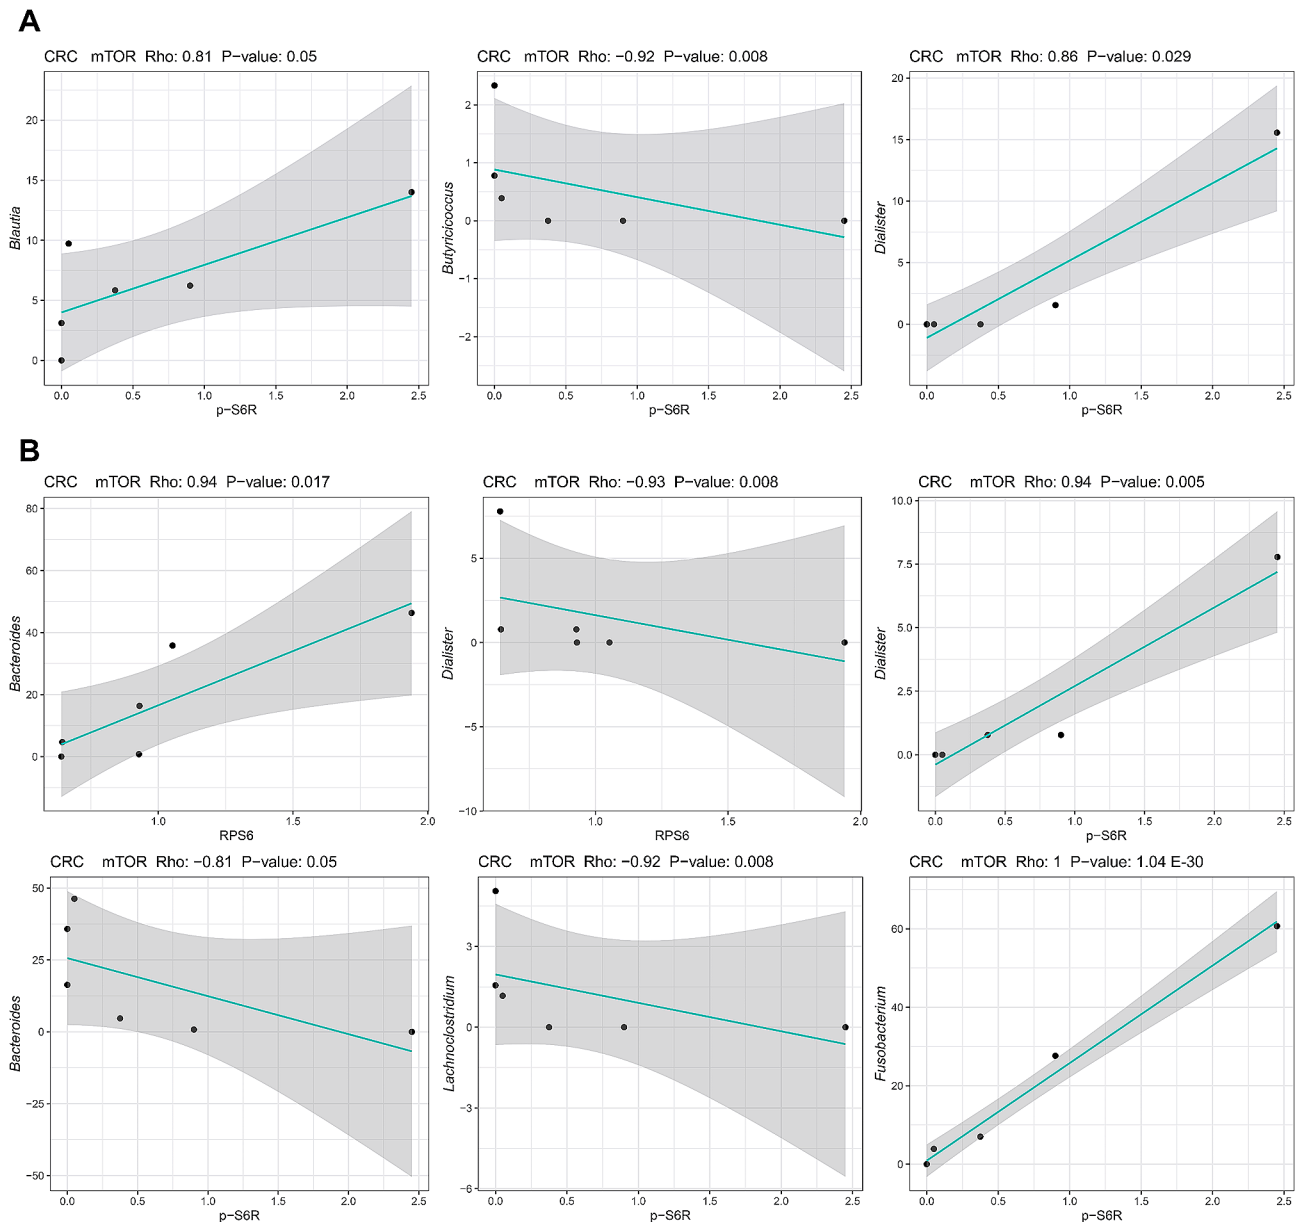 A
CRC mTOR Rho: 0.81 P−value: 0.05
CRC mTOR Rho: −0.92 P−value: 0.008
CRC mTOR Rho: 0.86 P−value: 0.029
Blautia
20
15
10
5
0
0.0 0.5 1.0 1.5 2.0 2.5
p−S6R
Butyricicoccus
2
1
0
−1
−2
0.0 0.5 1.0 1.5 2.0 2.5
p−S6R
Dialister
20
15
10
5
0
0.0 0.5 1.0 1.5 2.0 2.5
p−S6R
B
CRC mTOR Rho: 0.94 P−value: 0.017
CRC mTOR Rho: −0.93 P−value: 0.008
CRC mTOR Rho: 0.94 P−value: 0.005
Bacteroides
80
60
40
20
0
1.0 1.5 2.0
RPS6
Dialister
5
0
−5
−10
1.0 1.5 2.0
RPS6
Dialister
10.0
7.5
5.0
2.5
0.0
0.0 0.5 1.0 1.5 2.0 2.5
p−S6R
CRC mTOR Rho: −0.81 P−value: 0.05
CRC mTOR Rho: −0.92 P−value: 0.008
CRC mTOR Rho: 1 P−value: 1.04 E-30
Bacteroides
50
25
0
−25
−50
0.0 0.5 1.0 1.5 2.0 2.5
p−S6R
Lachnoclostridium
3
0
−3
−6
0.0 0.5 1.0 1.5 2.0 2.5
p−S6R
Fusobacterium
60
40
20
0
0.0 0.5 1.0 1.5 2.0 2.5
p−S6R